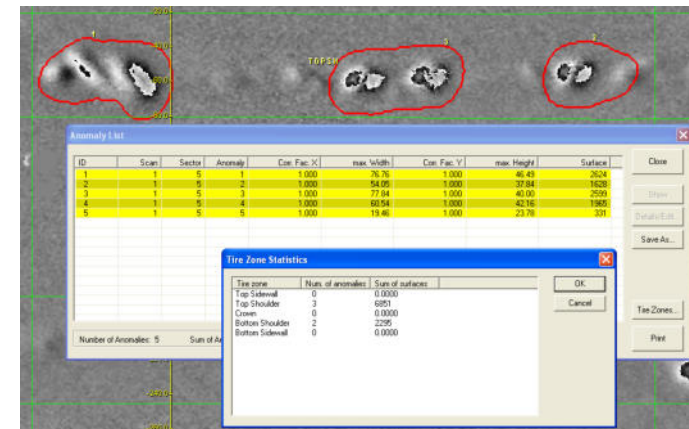 1
TOPSH
3
2
Anomaly List
ID Scan Sector Anomaly Corr. Fac. X max. Width Corr. Fac. Y max. Height Surface
1 1 5 1 1.000 76.76 1.000 46.49 2624
2 1 5 2 1.000 54.05 1.000 37.84 1628
3 1 5 3 1.000 77.84 1.000 40.00 2599
4 1 5 4 1.000 60.54 1.000 42.16 1965
5 1 5 5 1.000 19.46 1.000 23.78 331
Close
Show
Details/Edit
Save As...
Tire Zones...
Print
Number of Anomalies: 5 Sum of
Tire Zone Statistics
Tire zone Num. of anomalies Sum of surfaces
Top Sidewall 0 0.0000
Top Shoulder 3 6851
Crown 0 0.0000
Bottom Shoulder 2 2295
Bottom Sidewall 0 0.0000
OK
Cancel